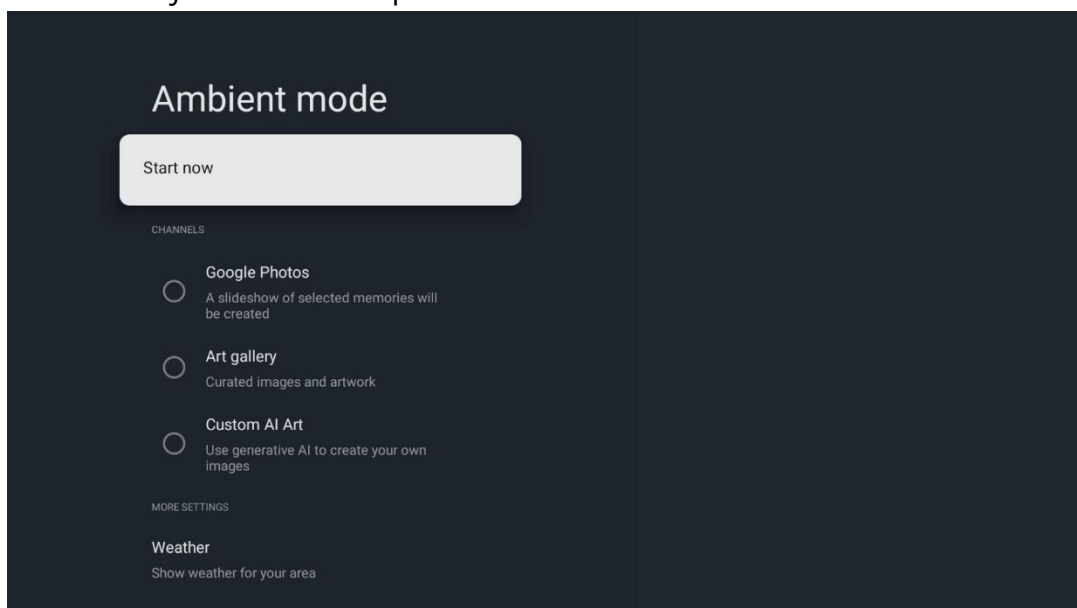 Ambient mode
Start now
CHANNELS
Google Photos
A slideshow of selected memories will
be created
Art gallery
Curated images and artwork
Custom AI Art
Use generative AI to create your own
images
MORE SETTINGS
Weather
Show weather for your area